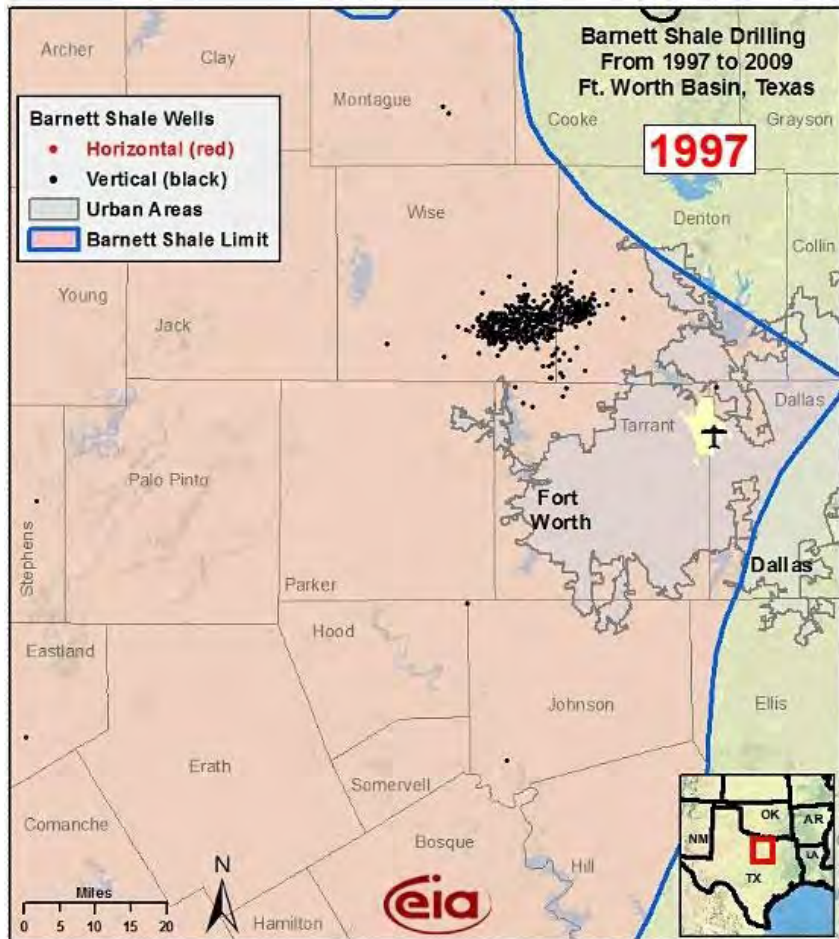 Barnett Shale Drilling
From 1997 to 2009
Ft. Worth Basin, Texas
1997
Barnett Shale Wells
Horizontal (red)
Vertical (black)
Urban Areas
Barnett Shale Limit
Archer
Clay
Montague
Cooke
Grayson
Wise
Denton
Collin
Young
Jack
Dallas
Tarrant
Palo Pinto
Fort
Worth
Stephens
Dallas
Parker
Hood
Eastland
Johnson
Ellis
Erath
Somervell
Comanche
Bosque
Hill
Hamilton
N
Miles
0 5 10 15 20
eia
OK
AR
NM
LA
TX